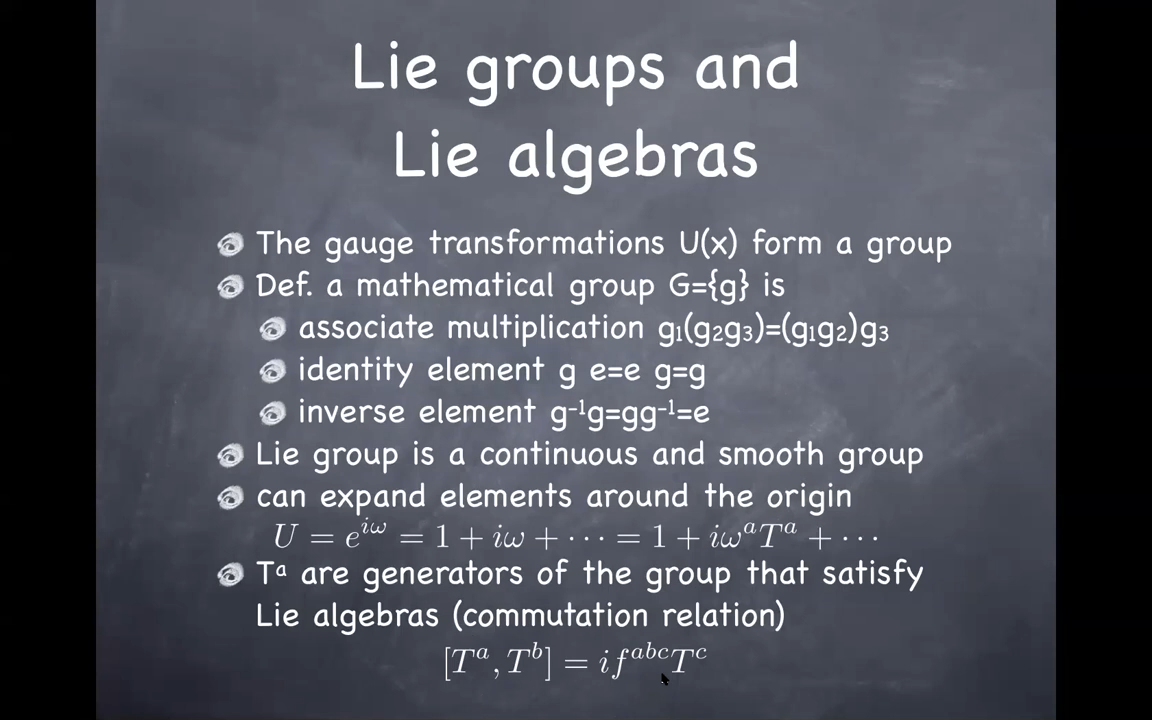 Lie groups and
Lie algebras
The gauge transformations U(x) form a group
Def. a mathematical group G={g} is
associate multiplication g₁(g₂g₃)=(g₁g₂)g₃
identity element g e=e g=g
inverse element g⁻¹g=gg⁻¹=e
Lie group is a continuous and smooth group
can expand elements around the origin
U = e^{iω} = 1 + iω + ··· = 1 + iω^a T^a + ···
Tᵃ are generators of the group that satisfy
Lie algebras (commutation relation)
[T^a, T^b] = i f^{abc} T^c